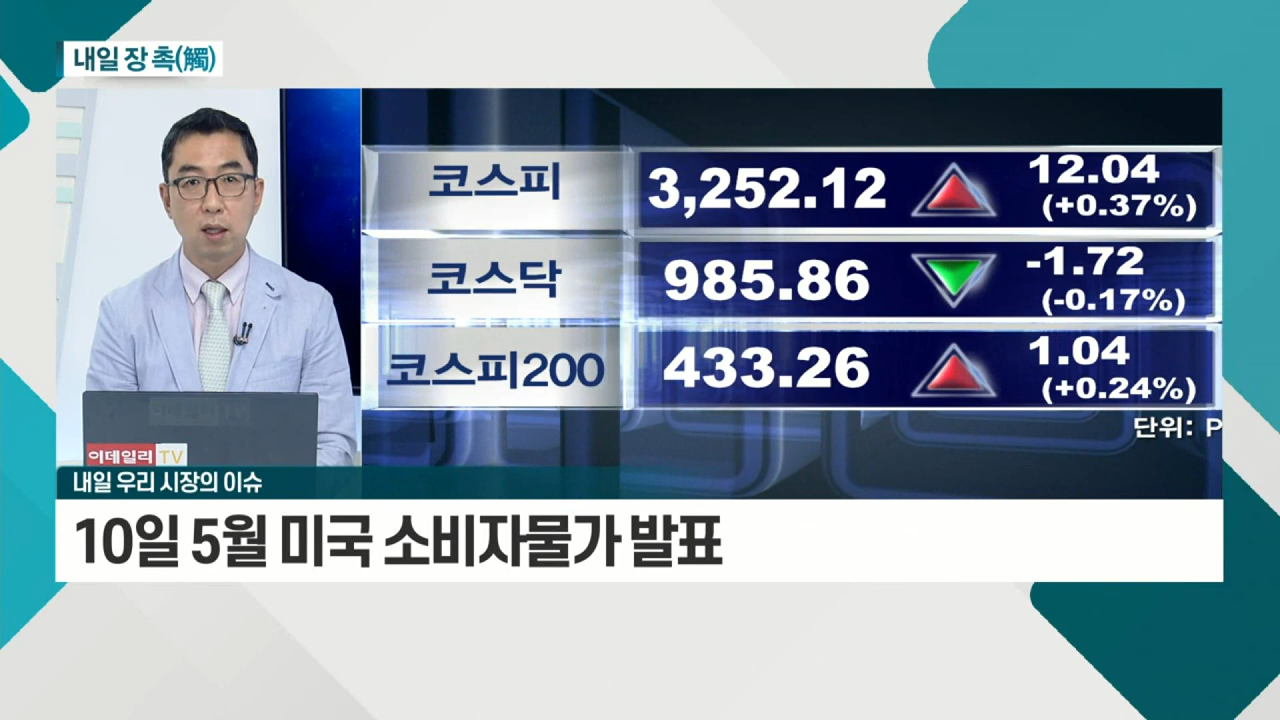 내일 장 촉(觸)
코스피 3,252.12 ▲ 12.04 (+0.37%)
코스닥 985.86 ▼ -1.72 (-0.17%)
코스피200 433.26 ▲ 1.04 (+0.24%)
단위: P
이데일리 TV
내일 우리 시장의 이슈
10일 5월 미국 소비자물가 발표